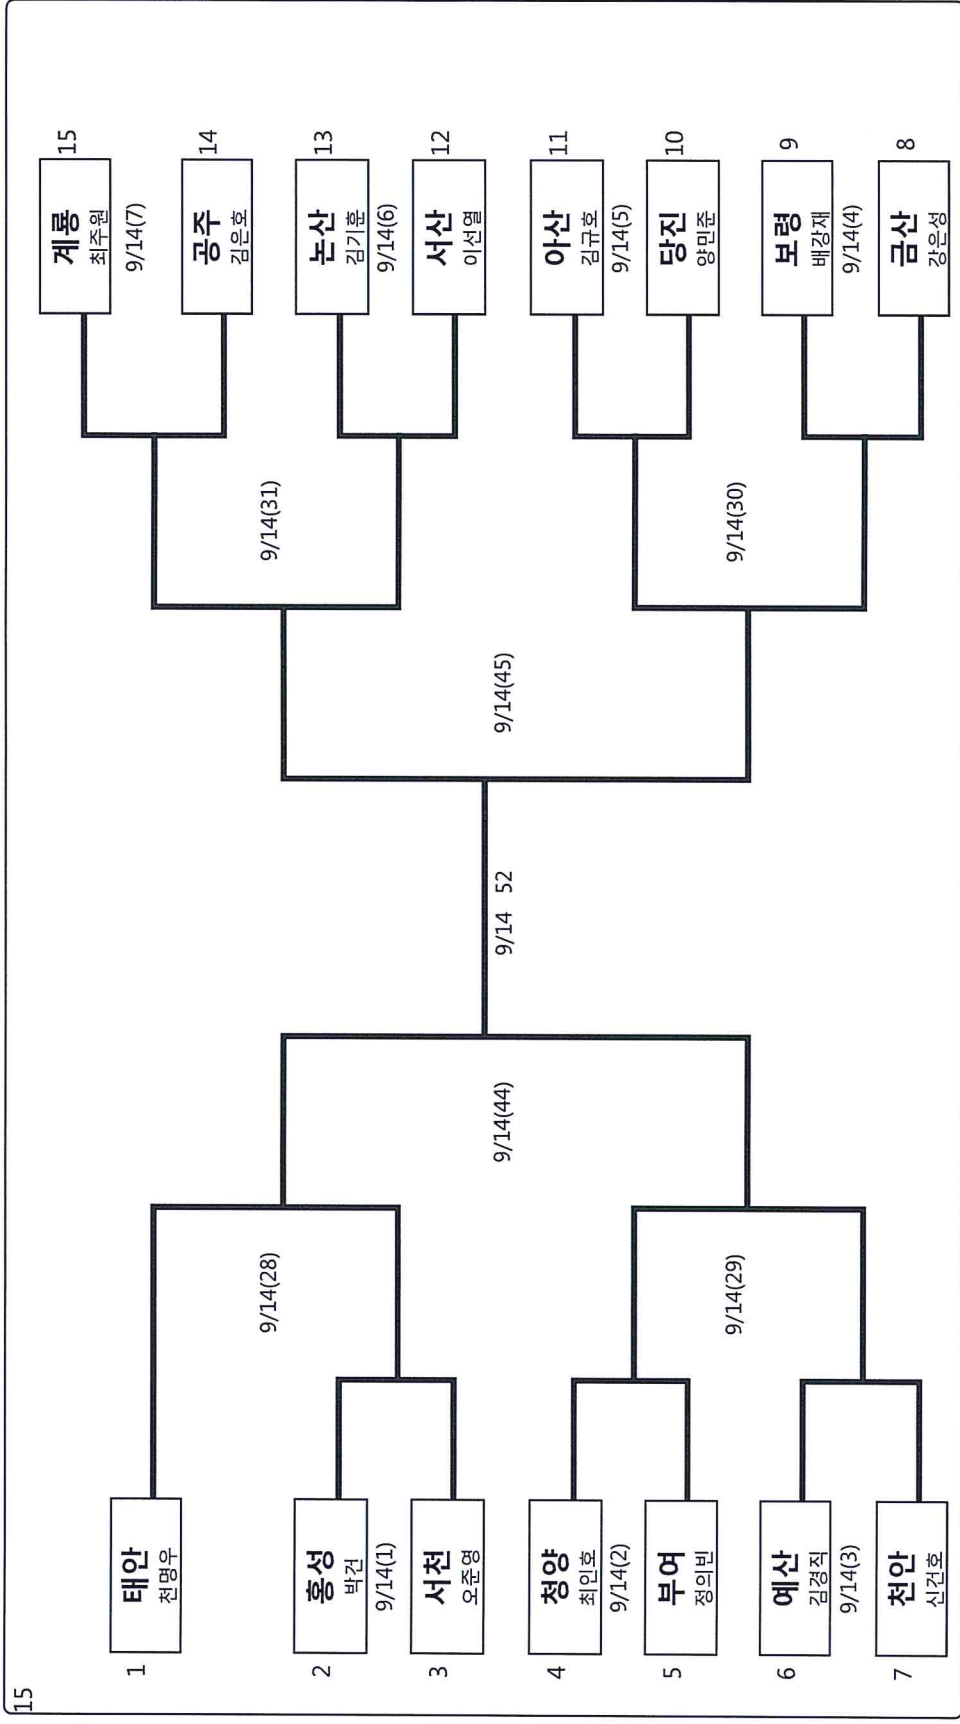 15
1
태안
천명우
2
홍성
박건
9/14(1)
3
서천
오준영
4
청양
최인호
9/14(2)
5
부여
정의빈
6
예산
김경직
9/14(3)
7
천안
신건호
9/14(28)
9/14(29)
9/14(44)
9/14 52
9/14(45)
9/14(31)
9/14(30)
계룡
최주원
15
9/14(7)
공주
김은호
14
논산
김기훈
13
9/14(6)
서산
이선열
12
아산
김규호
11
9/14(5)
당진
양민준
10
보령
배강재
9
9/14(4)
금산
강은성
8